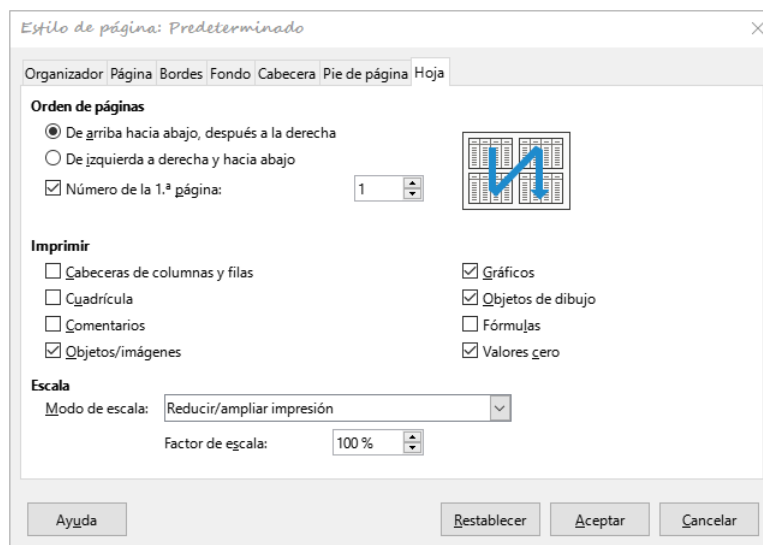 Estilo de página: Predeterminado
Organizador Página Bordes Fondo Cabecera Pie de página Hoja
Orden de páginas
De arriba hacia abajo, después a la derecha
De izquierda a derecha y hacia abajo
Número de la 1.ª página: 1
Imprimir
Cabeceras de columnas y filas Gráficos
Cuadrícula Objetos de dibujo
Comentarios Fórmulas
Objetos/imágenes Valores cero
Escala
Modo de escala: Reducir/ampliar impresión
Factor de escala: 100 %
Ayuda Restablecer Aceptar Cancelar